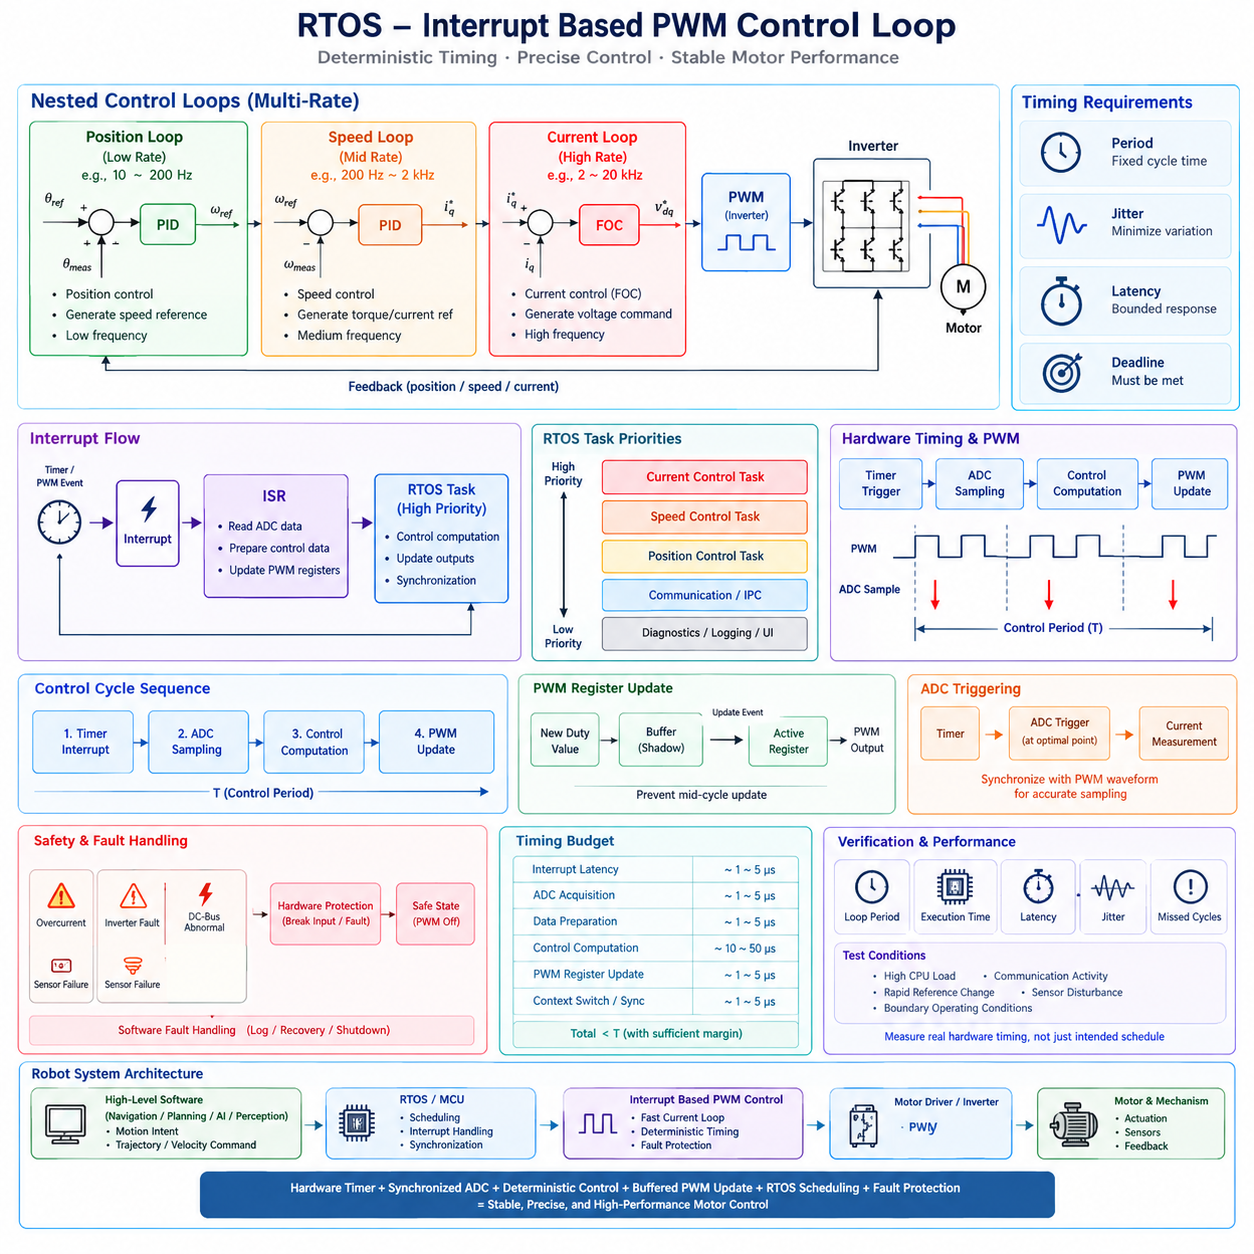 RTOS – Interrupt Based PWM Control Loop
Deterministic Timing · Precise Control · Stable Motor Performance
Nested Control Loops (Multi-Rate)
Position Loop
(Low Rate)
e.g., 10 ~ 200 Hz
θref
+
+
PID
ωref
θmeas
• Position control
• Generate speed reference
• Low frequency
Speed Loop
(Mid Rate)
e.g., 200 Hz ~ 2 kHz
ωref
−
PID
i*q
ωmeas
• Speed control
• Generate torque/current ref
• Medium frequency
Current Loop
(High Rate)
e.g., 2 ~ 20 kHz
i*q
+
−
FOC
v*dq
iq
• Current control (FOC)
• Generate voltage command
• High frequency
PWM
(Inverter)
Inverter
M
Motor
Feedback (position / speed / current)
Timing Requirements
Period
Fixed cycle time
Jitter
Minimize variation
Latency
Bounded response
Deadline
Must be met
Interrupt Flow
Timer /
PWM Event
Interrupt
ISR
• Read ADC data
• Prepare control data
• Update PWM registers
RTOS Task
(High Priority)
• Control computation
• Update outputs
• Synchronization
RTOS Task Priorities
High
Priority
Low
Priority
Current Control Task
Speed Control Task
Position Control Task
Communication / IPC
Diagnostics / Logging / UI
Hardware Timing & PWM
Timer
Trigger
ADC
Sampling
Control
Computation
PWM
Update
PWM
ADC Sample
Control Period (T)
Control Cycle Sequence
1. Timer
Interrupt
2. ADC
Sampling
3. Control
Computation
4. PWM
Update
T (Control Period)
PWM Register Update
New Duty
Value
Buffer
(Shadow)
Update Event
Active
Register
PWM
Output
Prevent mid-cycle update
ADC Triggering
Timer
ADC Trigger
(at optimal point)
Current
Measurement
Synchronize with PWM waveform
for accurate sampling
Safety & Fault Handling
Overcurrent
Inverter Fault
DC-Bus
Abnormal
Sensor Failure
Sensor Failure
Hardware Protection
(Break Input / Fault)
Safe State
(PWM Off)
Software Fault Handling (Log / Recovery / Shutdown)
Timing Budget
Interrupt Latency ~ 1 ~ 5 µs
ADC Acquisition ~ 1 ~ 5 µs
Data Preparation ~ 1 ~ 5 µs
Control Computation ~ 10 ~ 50 µs
PWM Register Update ~ 1 ~ 5 µs
Context Switch / Sync ~ 1 ~ 5 µs
Total < T (with sufficient margin)
Verification & Performance
Loop Period
Execution Time
Latency
Jitter
Missed Cycles
Test Conditions
• High CPU Load • Communication Activity
• Rapid Reference Change • Sensor Disturbance
• Boundary Operating Conditions
Measure real hardware timing, not just intended schedule
Robot System Architecture
High-Level Software
(Navigation / Planning / AI / Perception)
• Motion Intent
• Trajectory / Velocity Command
RTOS / MCU
• Scheduling
• Interrupt Handling
• Synchronization
Interrupt Based PWM Control
• Fast Current Loop
• Deterministic Timing
• Fault Protection
Motor Driver / Inverter
· PWM
Motor & Mechanism
• Actuation
• Sensors
• Feedback
Hardware Timer + Synchronized ADC + Deterministic Control + Buffered PWM Update + RTOS Scheduling + Fault Protection
= Stable, Precise, and High-Performance Motor Control